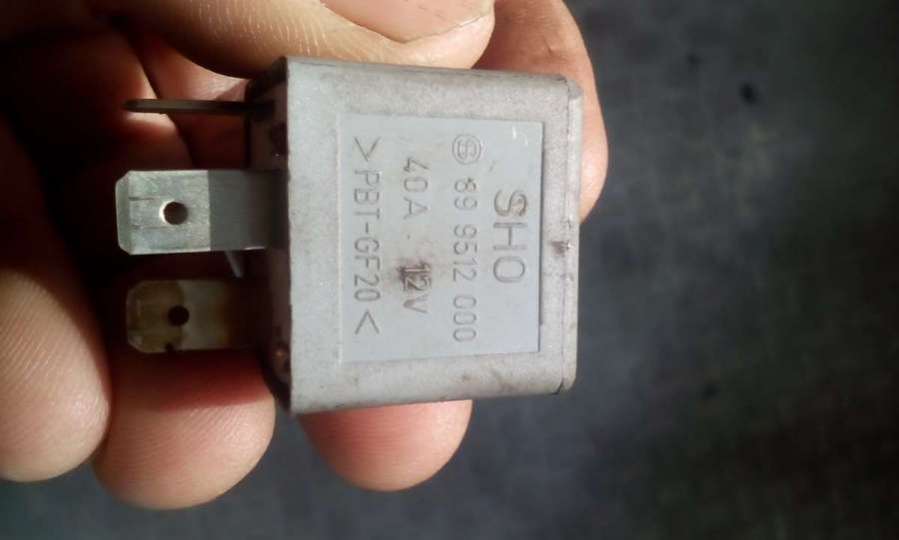 SHO
Ⓢ 89 9512 000
40A 12V
>PBT-GF20<